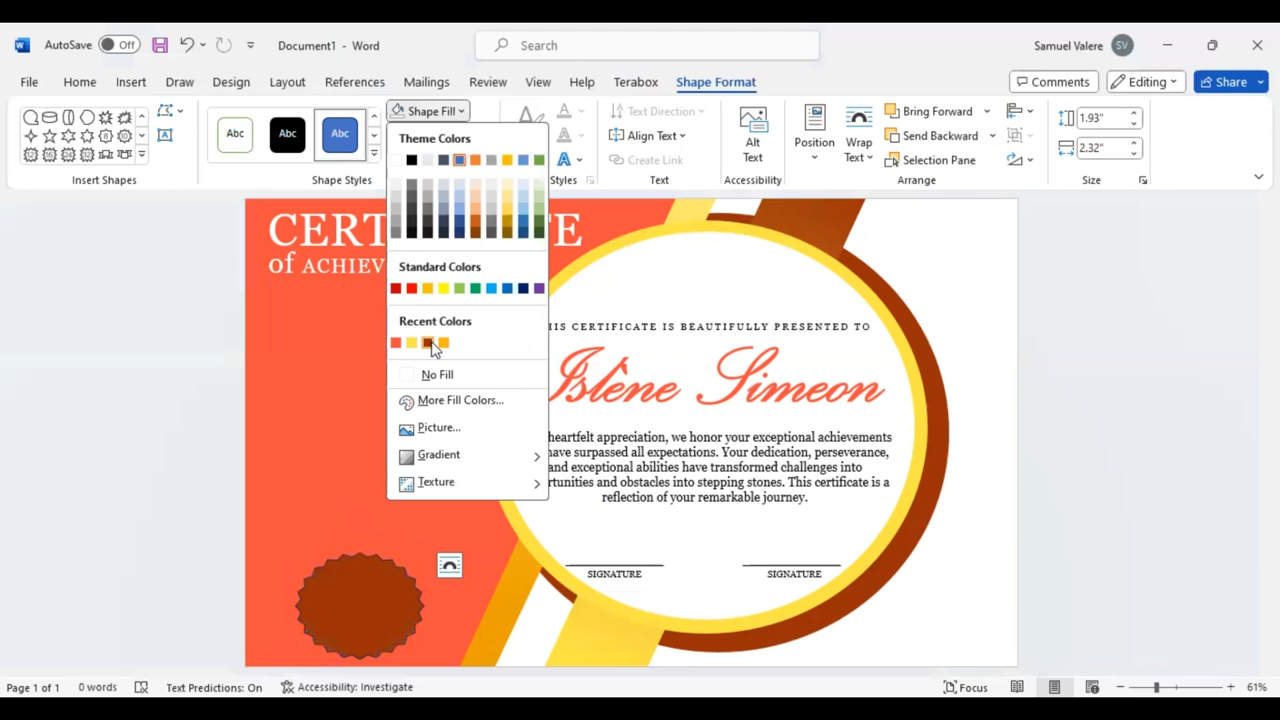 AutoSave Off Document1 - Word Search Samuel Valere SV
File Home Insert Draw Design Layout References Mailings Review View Help Terabox Shape Format Comments Editing Share
Abc Abc Abc Shape Fill Text Direction Align Text Create Link Alt Text Position Wrap Text Bring Forward Send Backward Selection Pane 1.93" 2.32"
Insert Shapes Shape Styles Styles Text Accessibility Arrange Size
Theme Colors
Standard Colors
Recent Colors
No Fill
More Fill Colors...
Picture...
Gradient
Texture
CERT E
of ACHIEV
HIS CERTIFICATE IS BEAUTIFULLY PRESENTED TO
Islène Simeon
heartfelt appreciation, we honor your exceptional achievements
have surpassed all expectations. Your dedication, perseverance,
and exceptional abilities have transformed challenges into
rtunities and obstacles into stepping stones. This certificate is a
reflection of your remarkable journey.
SIGNATURE SIGNATURE
Page 1 of 1 0 words Text Predictions: On Accessibility: Investigate Focus 61%